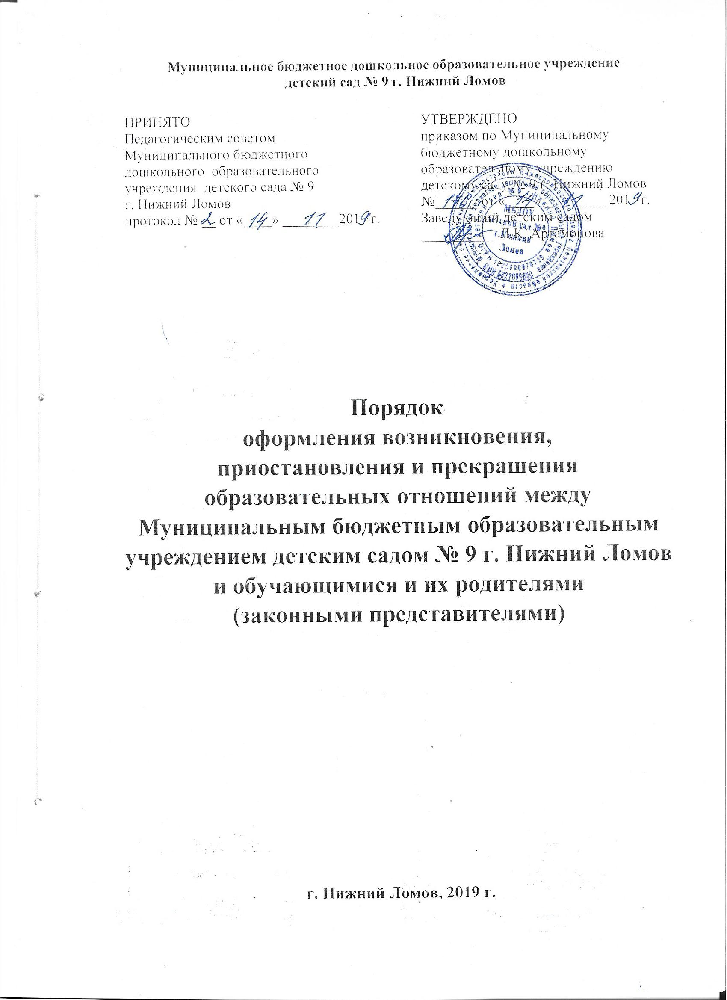 Муниципальное бюджетное дошкольное образовательное учреждение
детский сад № 9 г. Нижний Ломов
ПРИНЯТО
Педагогическим советом
Муниципального бюджетного
дошкольного образовательного
учреждения детского сада № 9
г. Нижний Ломов
протокол № 2 от « 14 » 11 2019 г.
УТВЕРЖДЕНО
приказом по Муниципальному
бюджетному дошкольному
образовательному учреждению
детскому саду № 9 г. Нижний Ломов
№ от « 14 » 11 2019 г.
Заведующий детским садом
Л.К. Артамонова
МБДОУ
детский сад №9
г.Нижний
Ломов
Порядок
оформления возникновения,
приостановления и прекращения
образовательных отношений между
Муниципальным бюджетным образовательным
учреждением детским садом № 9 г. Нижний Ломов
и обучающимися и их родителями
(законными представителями)
г. Нижний Ломов, 2019 г.